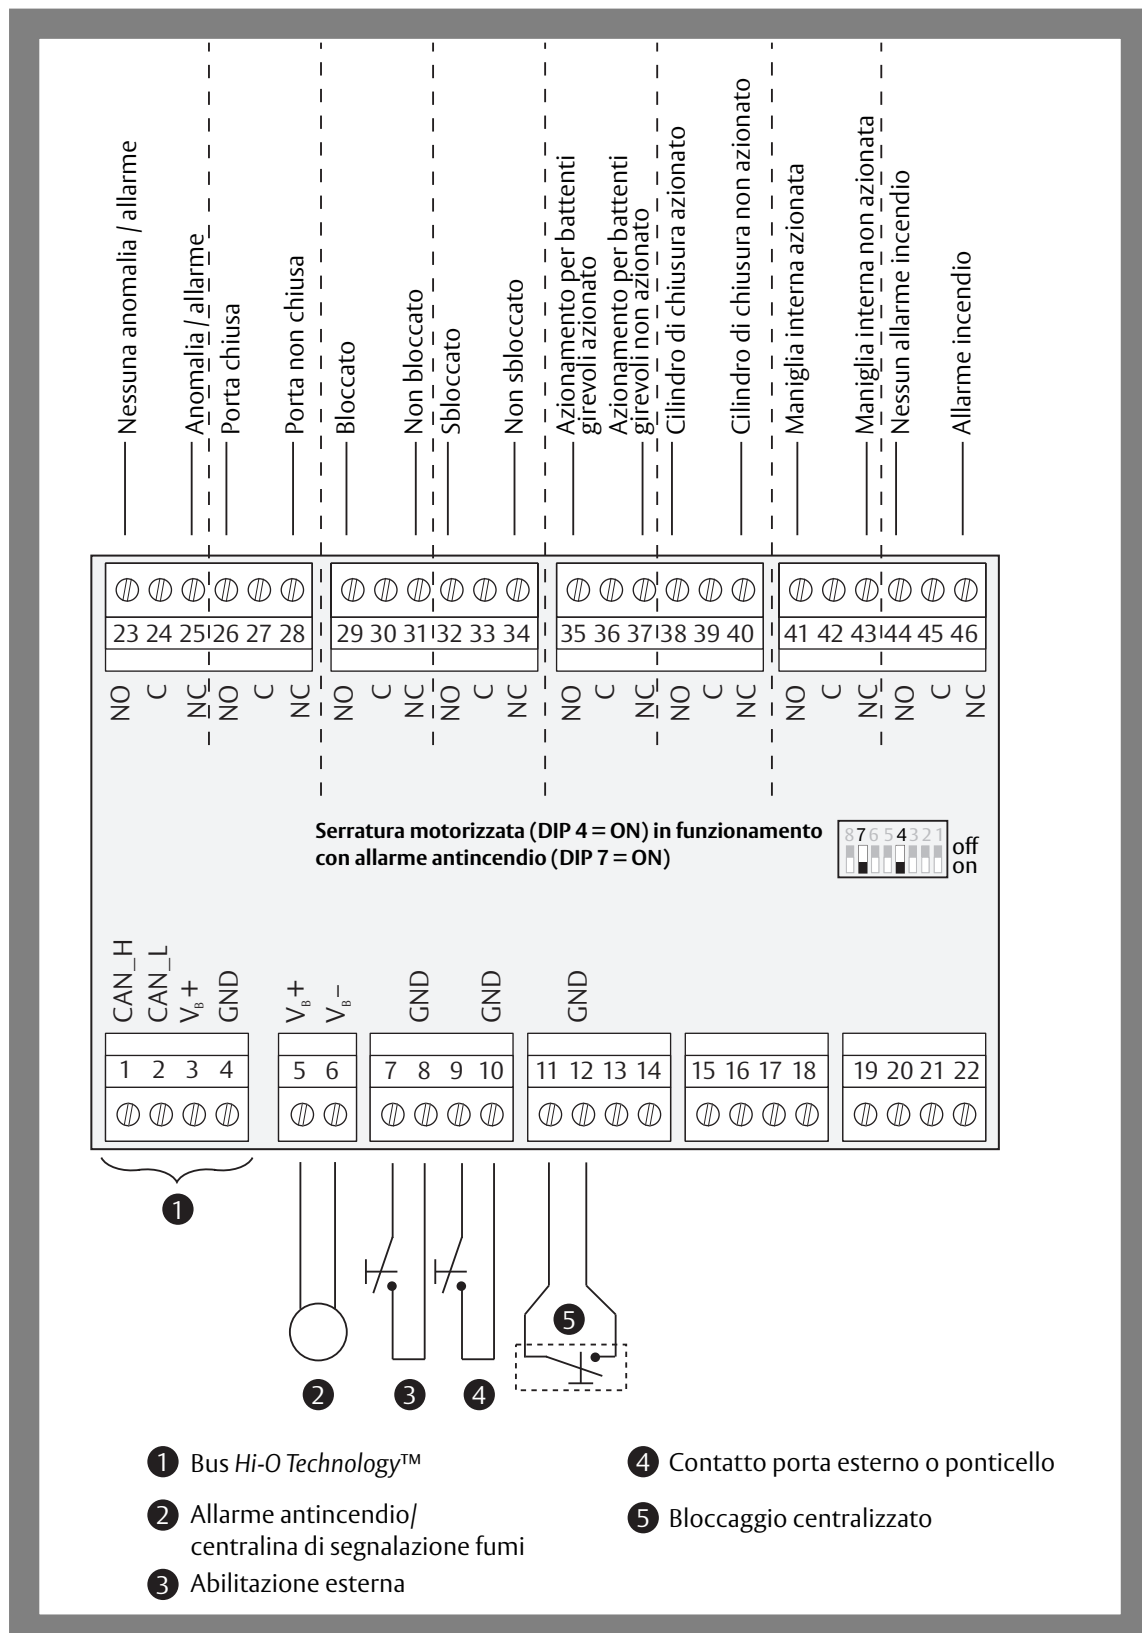 Nessuna anomalia / allarme
Anomalia / allarme
Porta chiusa
Porta non chiusa
Bloccato
Non bloccato
Sbloccato
Non sbloccato
Azionamento per battenti
girevoli azionato
Azionamento per battenti
girevoli non azionato
Cilindro di chiusura azionato
Cilindro di chiusura non azionato
Maniglia interna azionata
Maniglia interna non azionata
Nessun allarme incendio
Allarme incendio
23 24 25 26 27 28 29 30 31 32 33 34 35 36 37 38 39 40 41 42 43 44 45 46
NO C NC NO C NC NO C NC NO C NC NO C NC NO C NC NO C NC NO C NC
Serratura motorizzata (DIP 4 = ON) in funzionamento
con allarme antincendio (DIP 7 = ON)
8 7 6 5 4 3 2 1
off
on
CAN_H
CAN_L
VB +
GND
VB +
VB –
GND
GND
GND
1 2 3 4 5 6 7 8 9 10 11 12 13 14 15 16 17 18 19 20 21 22
1
2
3
4
5
1 Bus Hi-O Technology™
2 Allarme antincendio/
centralina di segnalazione fumi
3 Abilitazione esterna
4 Contatto porta esterno o ponticello
5 Bloccaggio centralizzato